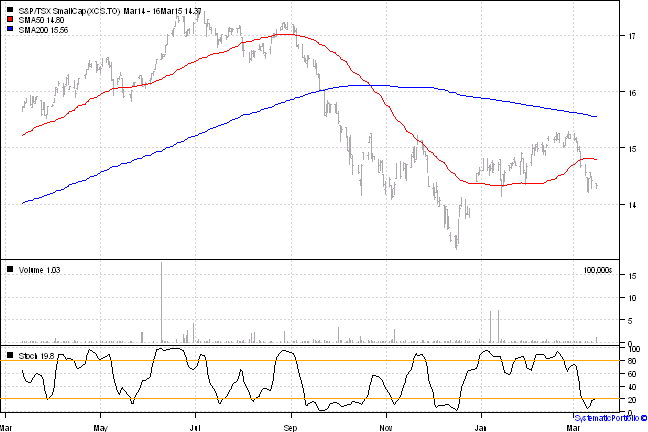 S&P/TSX SmallCap(XCS.TO) Mar14 - 16Mar15 14.37
SMA50 14.80
SMA200 15.56
17
16
15
14
Volume 1.03
100,000s
15
10
5
0
Stoch 19.8
100
80
60
40
20
0
Mar May Jul Sep Nov Jan Mar
SystematicPortfolio ©